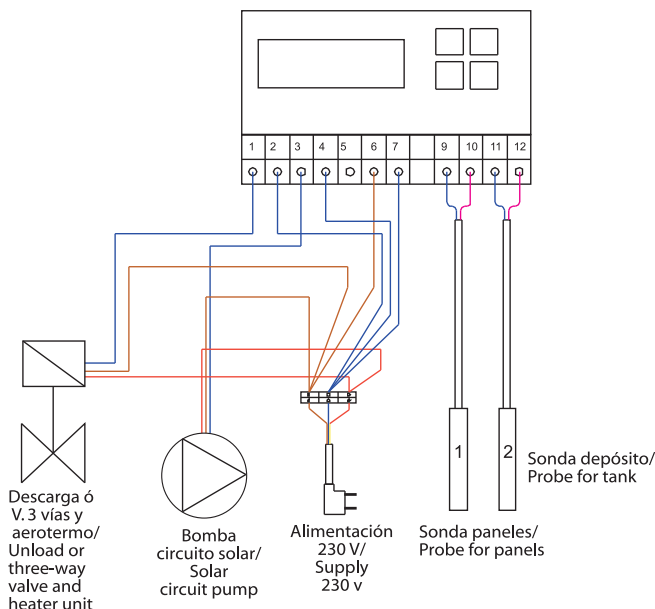 1 2 3 4 5 6 7 9 10 11 12
1 2
Descarga ó
V. 3 vías y
aerotermo/
Unload or
three-way
valve and
heater unit
Bomba
circuito solar/
Solar
circuit pump
Alimentación
230 V/
Supply
230 v
Sonda paneles/
Probe for panels
Sonda depósito/
Probe for tank